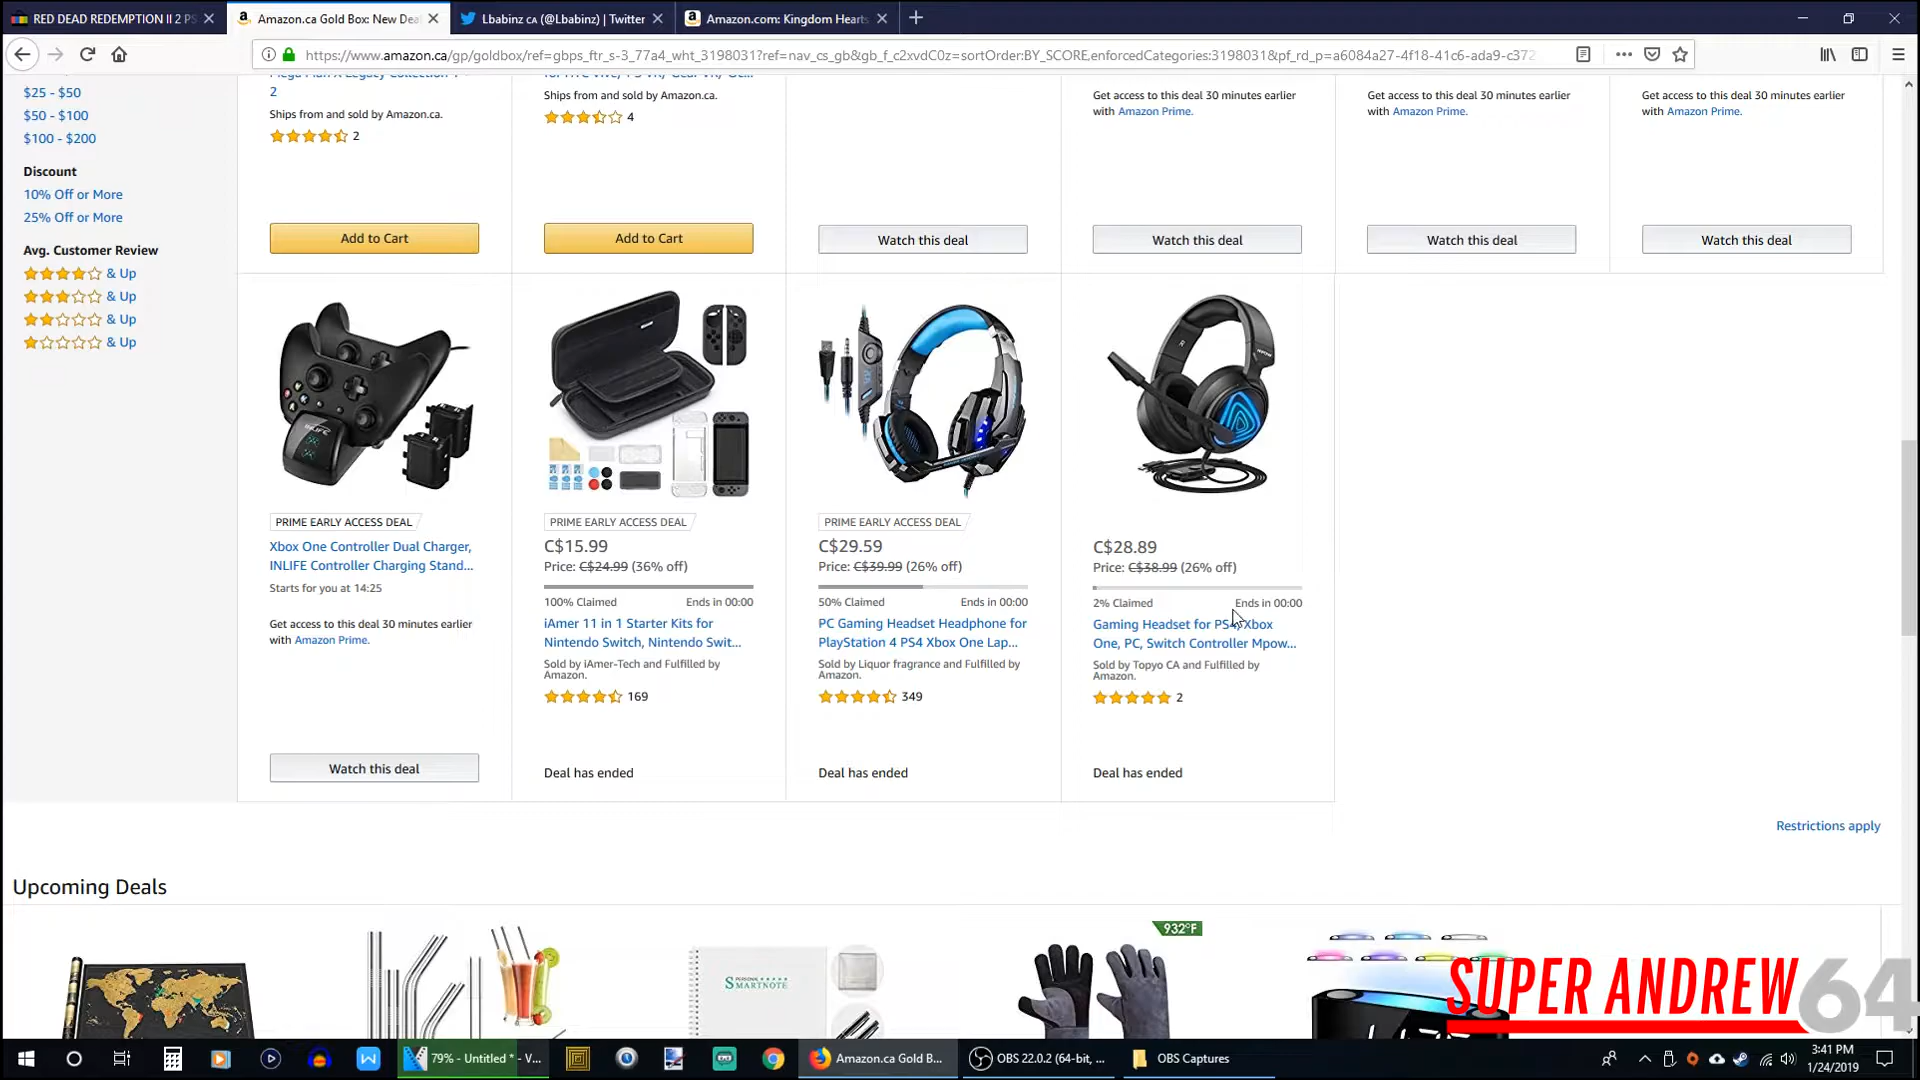 RED DEAD REDEMPTION II 2 PS
Amazon.ca Gold Box: New Dea
Lbabinz ca (@Lbabinz) | Twitter
Amazon.com: Kingdom Hearts
https://www.amazon.ca/gp/goldbox/ref=gbps_ftr_s-3_77a4_wht_3198031?ref=nav_cs_gb&gb_f_c2xvdC0z=sortOrder:BY_SCORE,enforcedCategories:3198031&pf_rd_p=a6084a27-4f18-41c6-ada9-c372
$25 - $50
$50 - $100
$100 - $200
Discount
10% Off or More
25% Off or More
Avg. Customer Review
& Up
& Up
& Up
& Up
2
Ships from and sold by Amazon.ca.
2
Add to Cart
Ships from and sold by Amazon.ca.
4
Add to Cart
Watch this deal
Get access to this deal 30 minutes earlier
with Amazon Prime.
Watch this deal
Get access to this deal 30 minutes earlier
with Amazon Prime.
Watch this deal
Get access to this deal 30 minutes earlier
with Amazon Prime.
Watch this deal
INLIFE
PRIME EARLY ACCESS DEAL
Xbox One Controller Dual Charger,
INLIFE Controller Charging Stand...
Starts for you at 14:25
Get access to this deal 30 minutes earlier
with Amazon Prime.
Watch this deal
PRIME EARLY ACCESS DEAL
C$15.99
Price: C$24.99 (36% off)
100% Claimed
Ends in 00:00
iAmer 11 in 1 Starter Kits for
Nintendo Switch, Nintendo Swit...
Sold by iAmer-Tech and Fulfilled by
Amazon.
169
Deal has ended
PRIME EARLY ACCESS DEAL
C$29.59
Price: C$39.99 (26% off)
50% Claimed
Ends in 00:00
PC Gaming Headset Headphone for
PlayStation 4 PS4 Xbox One Lap...
Sold by Liquor fragrance and Fulfilled by
Amazon.
349
Deal has ended
C$28.89
Price: C$38.99 (26% off)
2% Claimed
Ends in 00:00
Gaming Headset for PS4 Xbox
One, PC, Switch Controller Mpow...
Sold by Topyo CA and Fulfilled by
Amazon.
2
Deal has ended
Restrictions apply
Upcoming Deals
PERSONAL
SMARTNOTE
932°F
SUPER ANDREW 64
79% - Untitled * - V...
Amazon.ca Gold B...
OBS 22.0.2 (64-bit, ...
OBS Captures
3:41 PM
1/24/2019